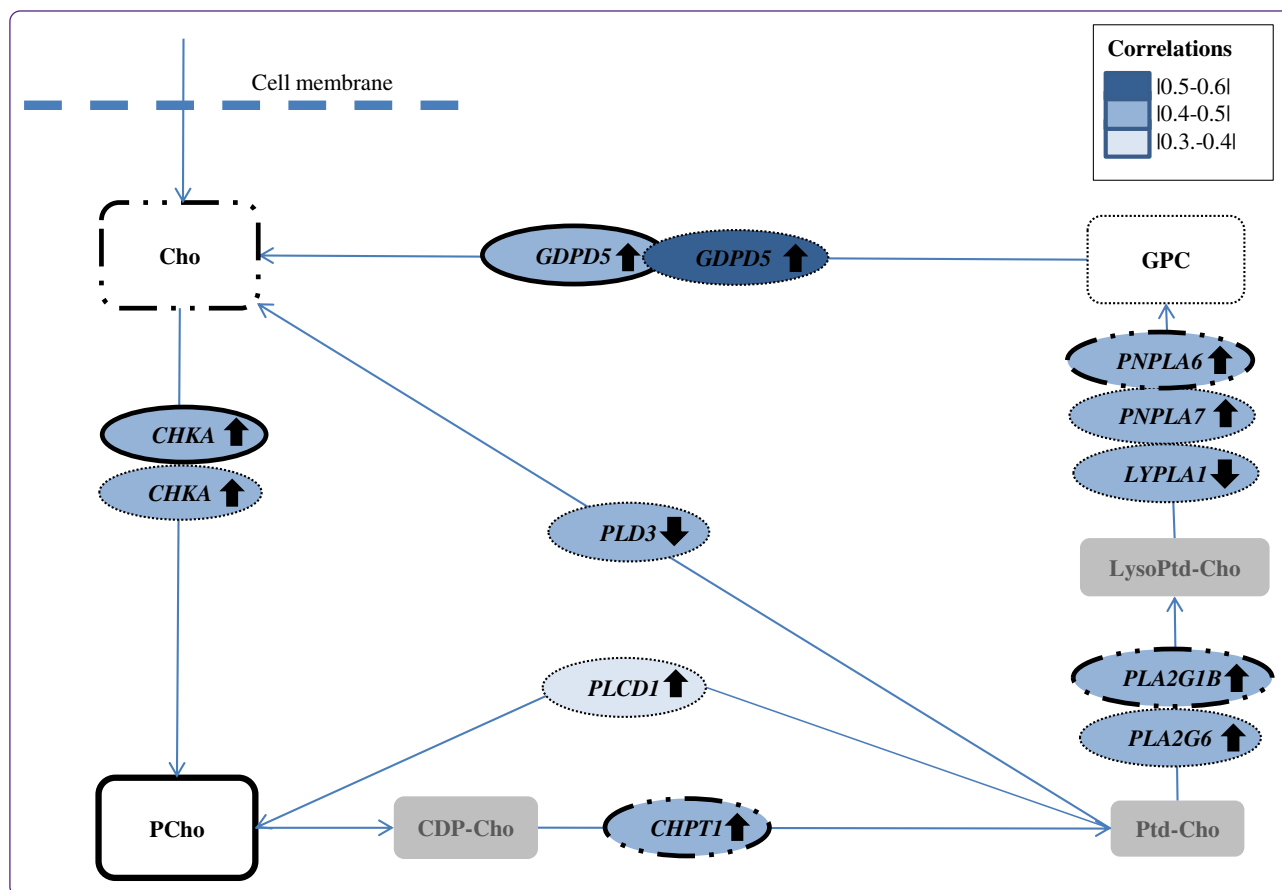 Correlations
|0.5-0.6|
|0.4-0.5|
|0.3.-0.4|
Cell membrane
Cho
GDPD5
GDPD5
GPC
PNPLA6
PNPLA7
LYPLA1
CHKA
CHKA
PLD3
LysoPtd-Cho
PLCD1
PLA2G1B
PLA2G6
PCho
CDP-Cho
CHPT1
Ptd-Cho